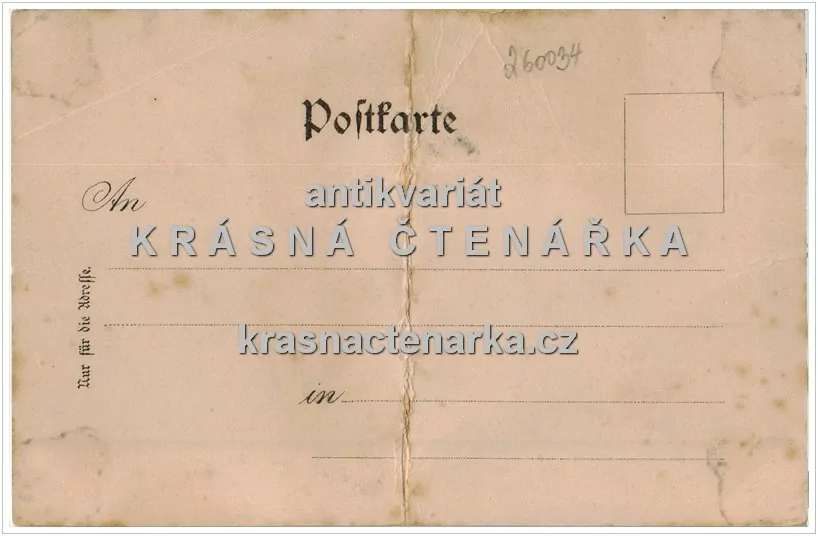 260034
Poſtkarte
An
antikvariát
KRÁSNÁ ČTENÁŘKA
Nur für die Adreſſe.
krasnactenarka.cz
in